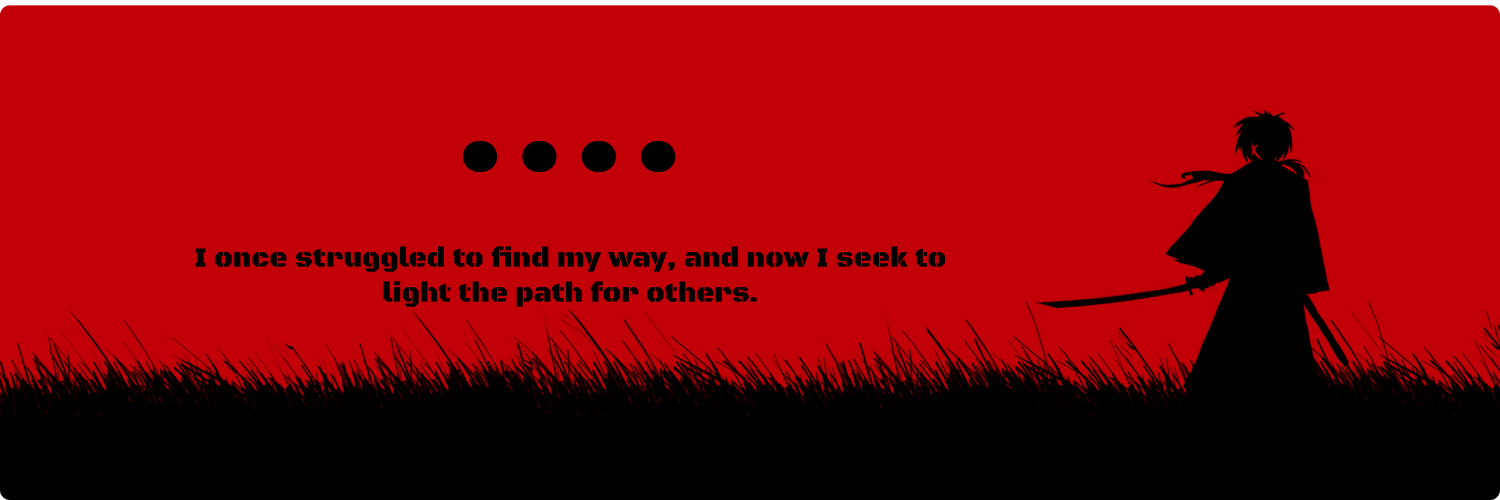 ● ● ● ●
I once struggled to find my way, and now I seek to
light the path for others.